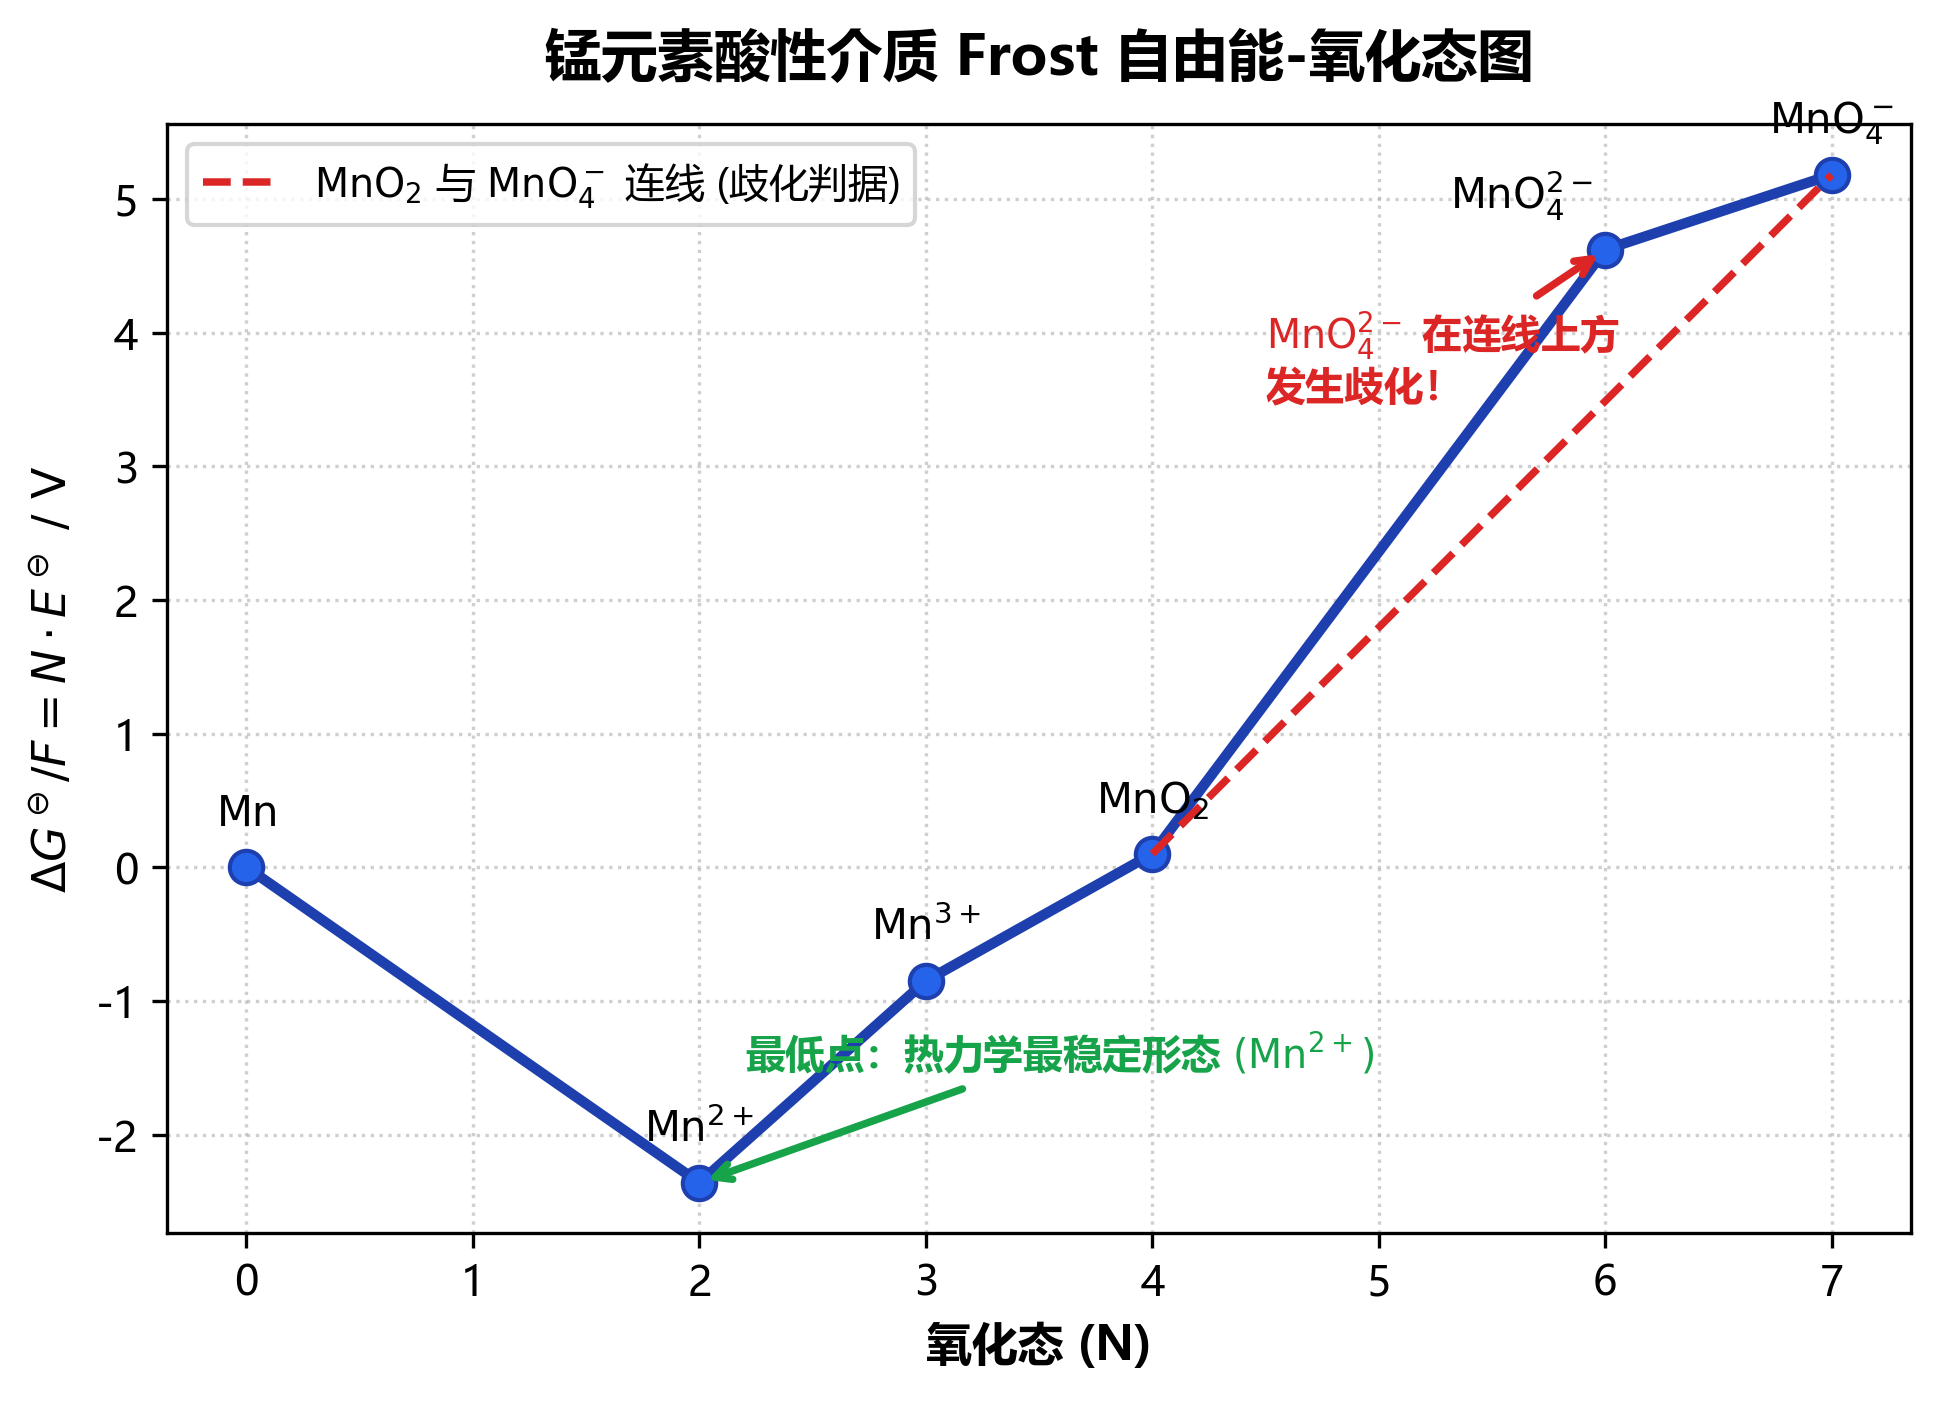 锰元素酸性介质 Frost 自由能-氧化态图
MnO₂ 与 MnO₄⁻ 连线 (歧化判据)
MnO₄⁻
MnO₄²⁻
MnO₄²⁻ 在连线上方
发生歧化!
MnO₂
Mn
Mn³⁺
最低点：热力学最稳定形态 (Mn²⁺)
Mn²⁺
ΔG⊖/F = N · E⊖ / V
5
4
3
2
1
0
-1
-2
0 1 2 3 4 5 6 7
氧化态 (N)